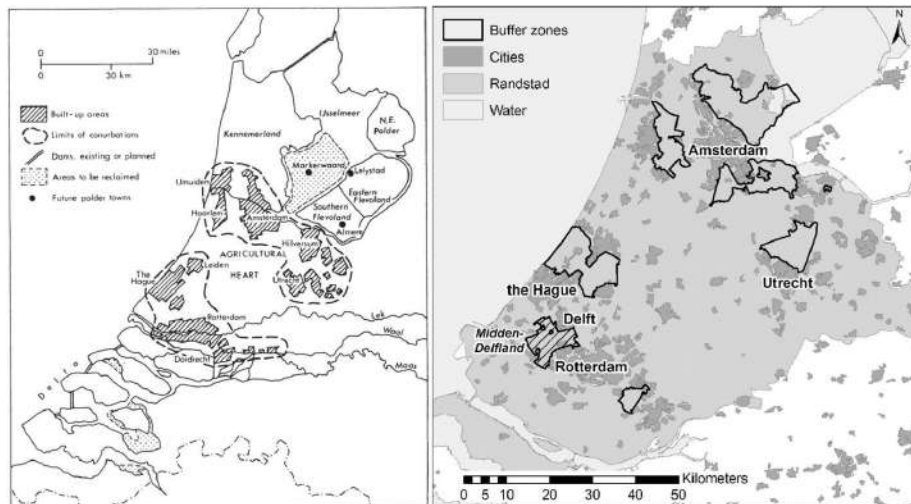 0 30 miles
0 30 km
Built-up areas
Limits of conurbations
Dams, existing or planned
Areas to be reclaimed
Future polder towns
IJsselmeer
N.E.
Polder
Kennemerland
Markerwaard
Lelystad
Eastern
Flevoland
Southern
Flevoland
Almere
IJmuiden
Haarlem
Amsterdam
Hilversum
AGRICULTURAL
HEART
Utrecht
The
Hague
Leiden
Rotterdam
Lek
Waal
Maas
Dordrecht
Buffer zones
Cities
Randstad
Water
N
Amsterdam
Utrecht
the Hague
Delft
Midden-
Delfland
Rotterdam
Kilometers
0 5 10 20 30 40 50